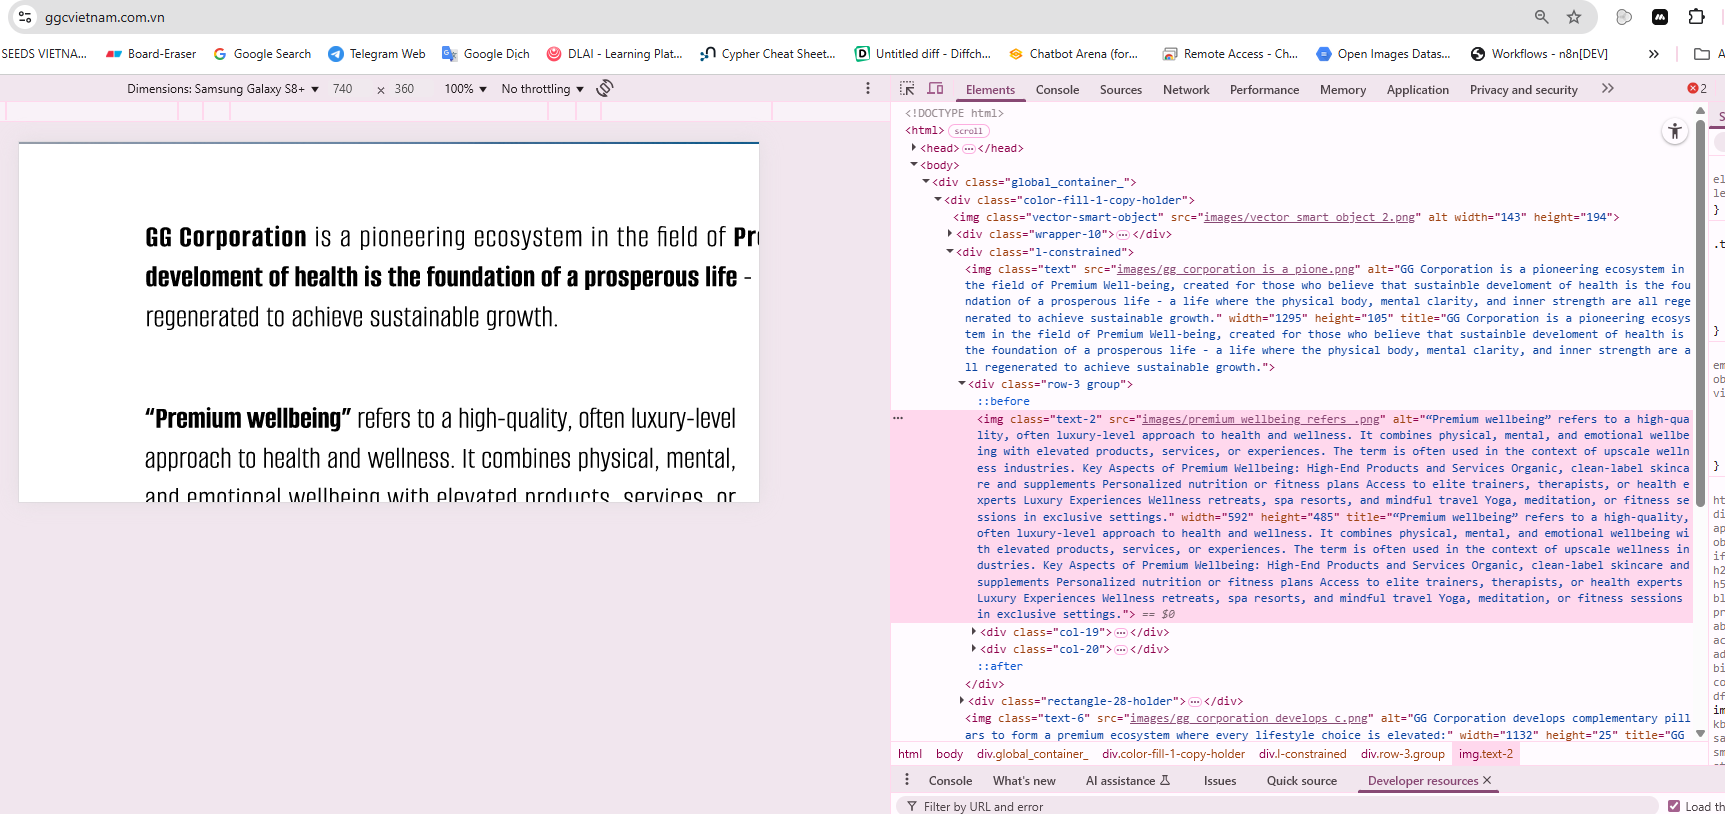 ggcvietnam.com.vn
SEEDS VIETNA... Board-Eraser Google Search Telegram Web Google Dịch DLAI - Learning Plat... Cypher Cheat Sheet... Untitled diff - Diffch... Chatbot Arena (for... Remote Access - Ch... Open Images Datas... Workflows - n8n[DEV] » A
Dimensions: Samsung Galaxy S8+ ▼ 740 × 360 100% ▼ No throttling ▼
Elements Console Sources Network Performance Memory Application Privacy and security » 2
GG Corporation is a pioneering ecosystem in the field of Pr
develoment of health is the foundation of a prosperous life -
regenerated to achieve sustainable growth.
“Premium wellbeing” refers to a high-quality, often luxury-level
approach to health and wellness. It combines physical, mental,
and emotional wellbeing with elevated products, services, or
<!DOCTYPE html>
<html> scroll
<head> ... </head>
<body>
<div class="global_container_">
<div class="color-fill-1-copy-holder">
<img class="vector-smart-object" src="images/vector_smart_object_2.png" alt width="143" height="194">
<div class="wrapper-10"> ... </div>
<div class="l-constrained">
<img class="text" src="images/gg_corporation_is_a_pione.png" alt="GG Corporation is a pioneering ecosystem in
the field of Premium Well-being, created for those who believe that sustainble develoment of health is the fou
ndation of a prosperous life - a life where the physical body, mental clarity, and inner strength are all rege
nerated to achieve sustainable growth." width="1295" height="105" title="GG Corporation is a pioneering ecosys
tem in the field of Premium Well-being, created for those who believe that sustainble develoment of health is
the foundation of a prosperous life - a life where the physical body, mental clarity, and inner strength are a
ll regenerated to achieve sustainable growth.">
<div class="row-3 group">
::before
<img class="text-2" src="images/premium_wellbeing_refers_.png" alt="“Premium wellbeing” refers to a high-qua
lity, often luxury-level approach to health and wellness. It combines physical, mental, and emotional wellbe
ing with elevated products, services, or experiences. The term is often used in the context of upscale welln
ess industries. Key Aspects of Premium Wellbeing: High-End Products and Services Organic, clean-label skinca
re and supplements Personalized nutrition or fitness plans Access to elite trainers, therapists, or health e
xperts Luxury Experiences Wellness retreats, spa resorts, and mindful travel Yoga, meditation, or fitness se
ssions in exclusive settings." width="592" height="485" title="“Premium wellbeing” refers to a high-quality,
often luxury-level approach to health and wellness. It combines physical, mental, and emotional wellbeing wi
th elevated products, services, or experiences. The term is often used in the context of upscale wellness in
dustries. Key Aspects of Premium Wellbeing: High-End Products and Services Organic, clean-label skincare and
supplements Personalized nutrition or fitness plans Access to elite trainers, therapists, or health experts
Luxury Experiences Wellness retreats, spa resorts, and mindful travel Yoga, meditation, or fitness sessions
in exclusive settings."> == $0
<div class="col-19"> ... </div>
<div class="col-20"> ... </div>
::after
</div>
<div class="rectangle-28-holder"> ... </div>
<img class="text-6" src="images/gg_corporation_develops_c.png" alt="GG Corporation develops complementary pill
ars to form a premium ecosystem where every lifestyle choice is elevated:" width="1132" height="25" title="GG
html body div.global_container_ div.color-fill-1-copy-holder div.l-constrained div.row-3.group img.text-2
Console What's new AI assistance Issues Quick source Developer resources ×
Filter by URL and error Load th